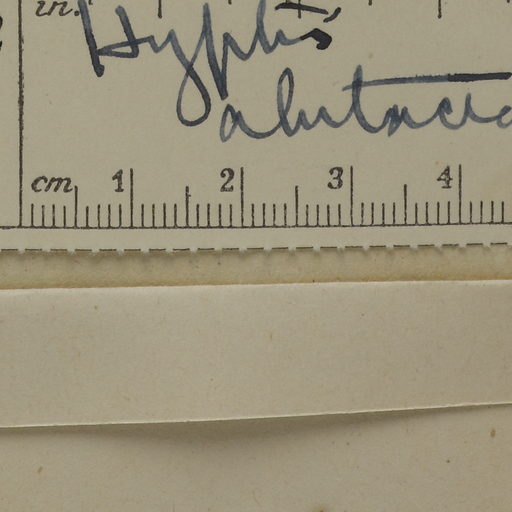 in.
Hyptis
cm 1 2 3 4